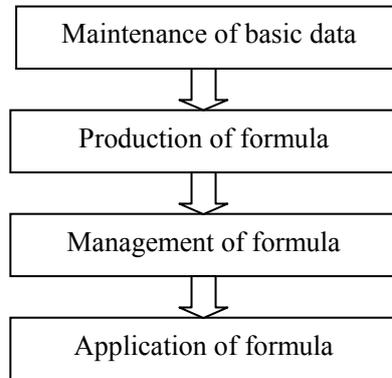 Maintenance of basic data
Production of formula
Management of formula
Application of formula